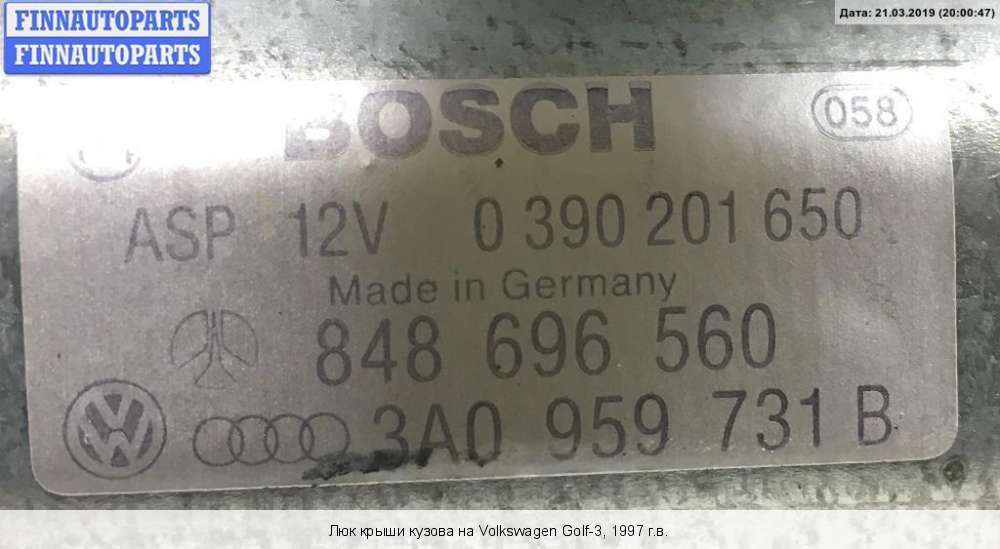 FINNAUTOPARTS
FINNAUTOPARTS
Дата: 21.03.2019 (20:00:47)
BOSCH
058
ASP 12V 0 390 201 650
Made in Germany
848 696 560
3A0 959 731 B
Люк крыши кузова на Volkswagen Golf-3, 1997 г.в.